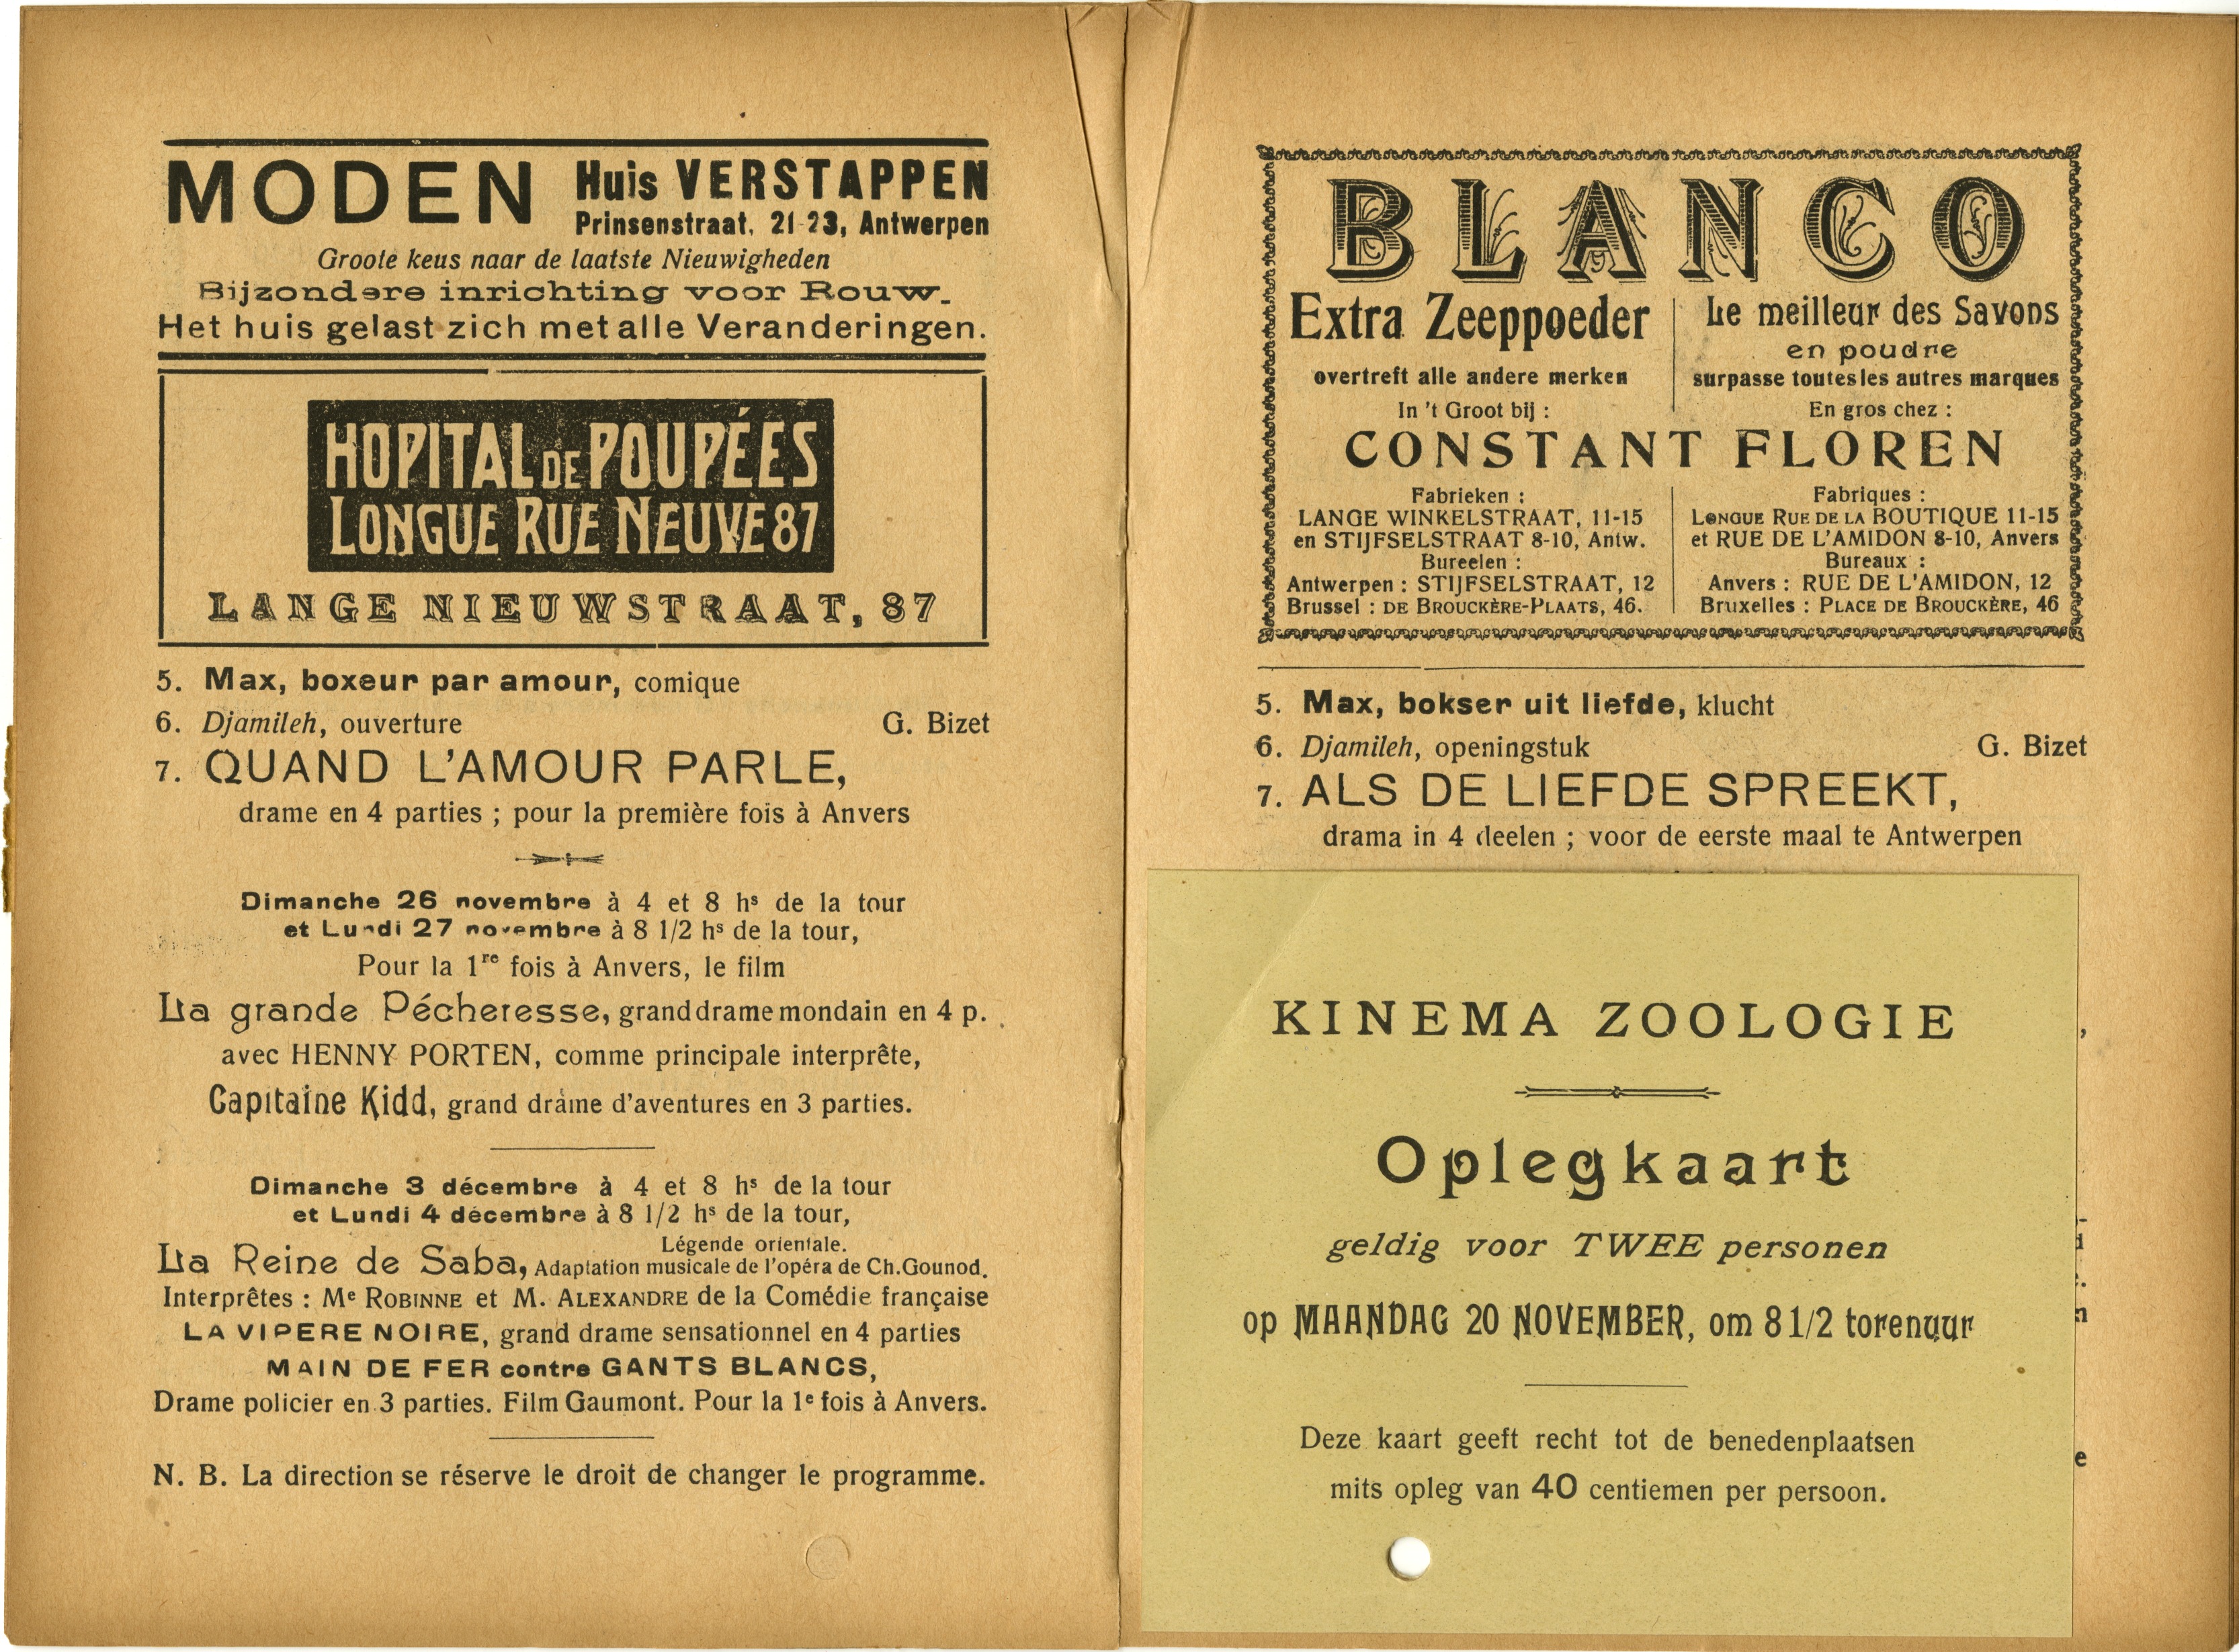 MODEN Huis VERSTAPPEN
Prinsenstraat, 21-23, Antwerpen
Groote keus naar de laatste Nieuwigheden
Bijzondere inrichting voor Rouw.
Het huis gelast zich met alle Veranderingen.
HOPITAL DE POUPÉES
LONGUE RUE NEUVE 87
LANGE NIEUWSTRAAT, 87
5. Max, boxeur par amour, comique
6. Djamileh, ouverture G. Bizet
7. QUAND L'AMOUR PARLE,
drame en 4 parties ; pour la première fois à Anvers
Dimanche 26 novembre à 4 et 8 hs de la tour
et Lundi 27 novembre à 8 1/2 hs de la tour,
Pour la 1re fois à Anvers, le film
La grande Pécheresse, grand drame mondain en 4 p.
avec HENNY PORTEN, comme principale interprête,
Capitaine Kidd, grand drame d'aventures en 3 parties.
Dimanche 3 décembre à 4 et 8 hs de la tour
et Lundi 4 décembre à 8 1/2 hs de la tour,
Légende orientale.
La Reine de Saba, Adaptation musicale de l'opéra de Ch. Gounod.
Interprêtes : Me ROBINNE et M. ALEXANDRE de la Comédie française
LA VIPERE NOIRE, grand drame sensationnel en 4 parties
MAIN DE FER contre GANTS BLANCS,
Drame policier en 3 parties. Film Gaumont. Pour la 1e fois à Anvers.
N. B. La direction se réserve le droit de changer le programme.
BLANCO
Extra Zeeppoeder
overtreft alle andere merken
In 't Groot bij :
Le meilleur des Savons
en poudre
surpasse toutes les autres marques
En gros chez :
CONSTANT FLOREN
Fabrieken :
LANGE WINKELSTRAAT, 11-15
en STIJFSELSTRAAT 8-10, Antw.
Bureelen :
Antwerpen : STIJFSELSTRAAT, 12
Brussel : DE BROUCKÈRE-PLAATS, 46.
Fabriques :
LONGUE RUE DE LA BOUTIQUE 11-15
et RUE DE L'AMIDON 8-10, Anvers
Bureaux :
Anvers : RUE DE L'AMIDON, 12
Bruxelles : PLACE DE BROUCKÈRE, 46
5. Max, bokser uit liefde, klucht
6. Djamileh, openingstuk G. Bizet
7. ALS DE LIEFDE SPREEKT,
drama in 4 deelen ; voor de eerste maal te Antwerpen
KINEMA ZOOLOGIE
Oplegkaart
geldig voor TWEE personen
op MAANDAG 20 NOVEMBER, om 8 1/2 torenuur
Deze kaart geeft recht tot de benedenplaatsen
mits opleg van 40 centiemen per persoon.